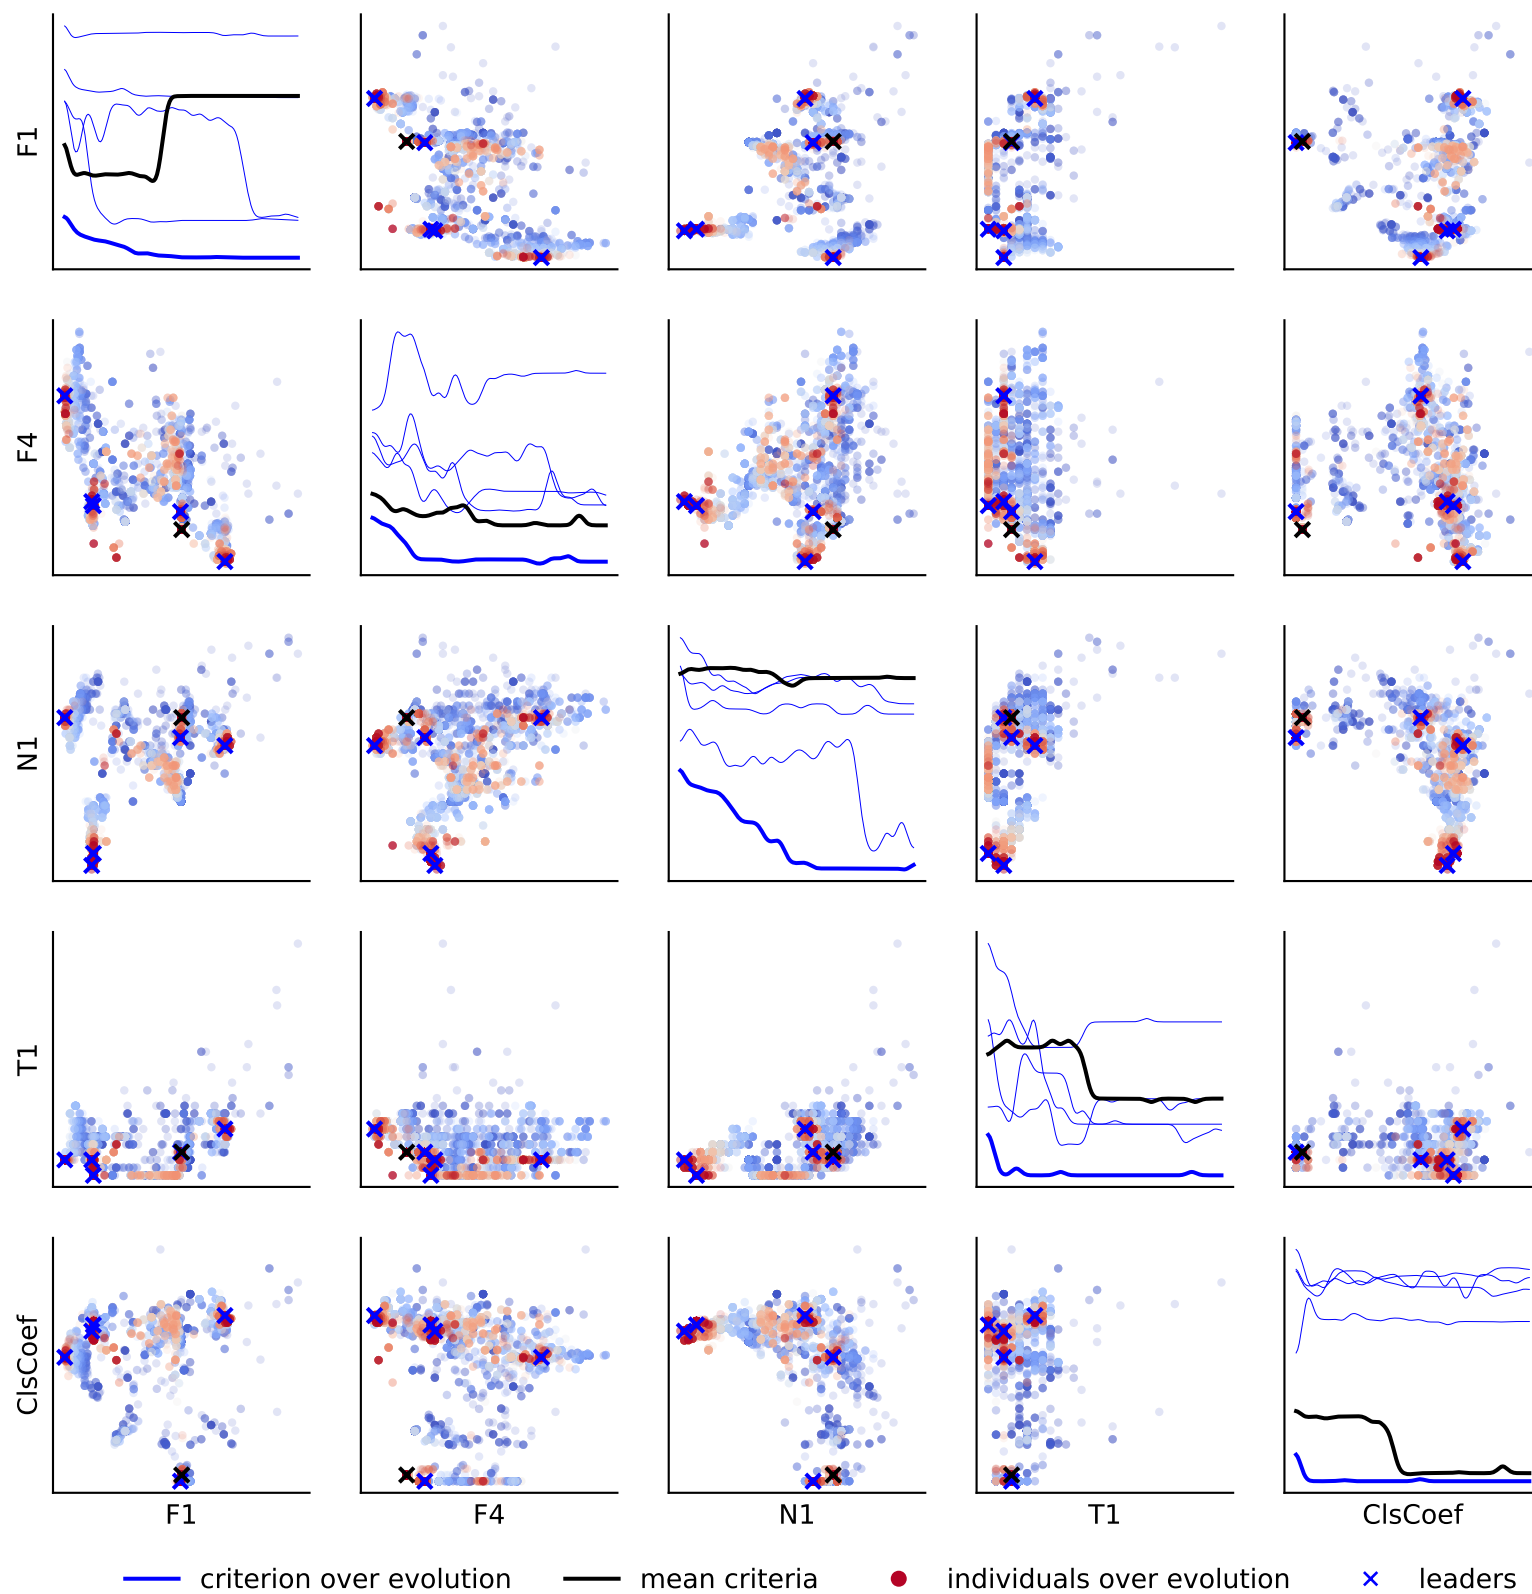 F1
F4
N1
T1
ClsCoef
F1 F4 N1 T1 ClsCoef
criterion over evolution mean criteria individuals over evolution leaders